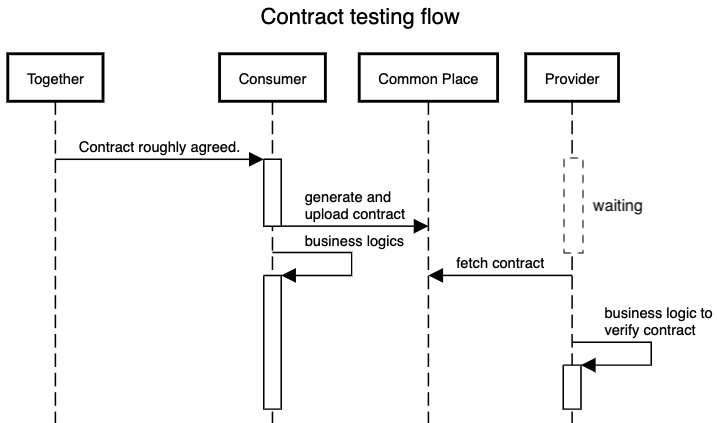 Contract testing flow
Together
Consumer
Common Place
Provider
Contract roughly agreed.
generate and
upload contract
waiting
business logics
fetch contract
business logic to
verify contract